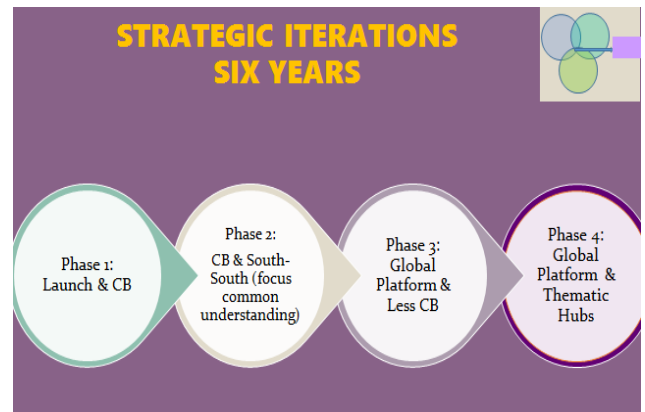 STRATEGIC ITERATIONS
SIX YEARS
Phase 1:
Launch & CB
Phase 2:
CB & South-
South (focus
common
understanding)
Phase 3:
Global
Platform &
Less CB
Phase 4:
Global
Platform &
Thematic
Hubs